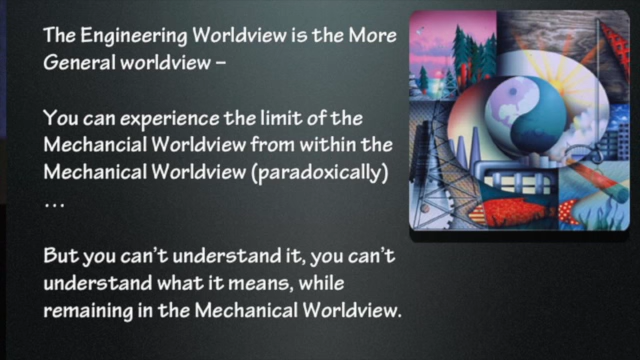 The Engineering Worldview is the More
General worldview –
You can experience the limit of the
Mechancial Worldview from within the
Mechanical Worldview (paradoxically)
...
But you can't understand it, you can't
understand what it means, while
remaining in the Mechanical Worldview.